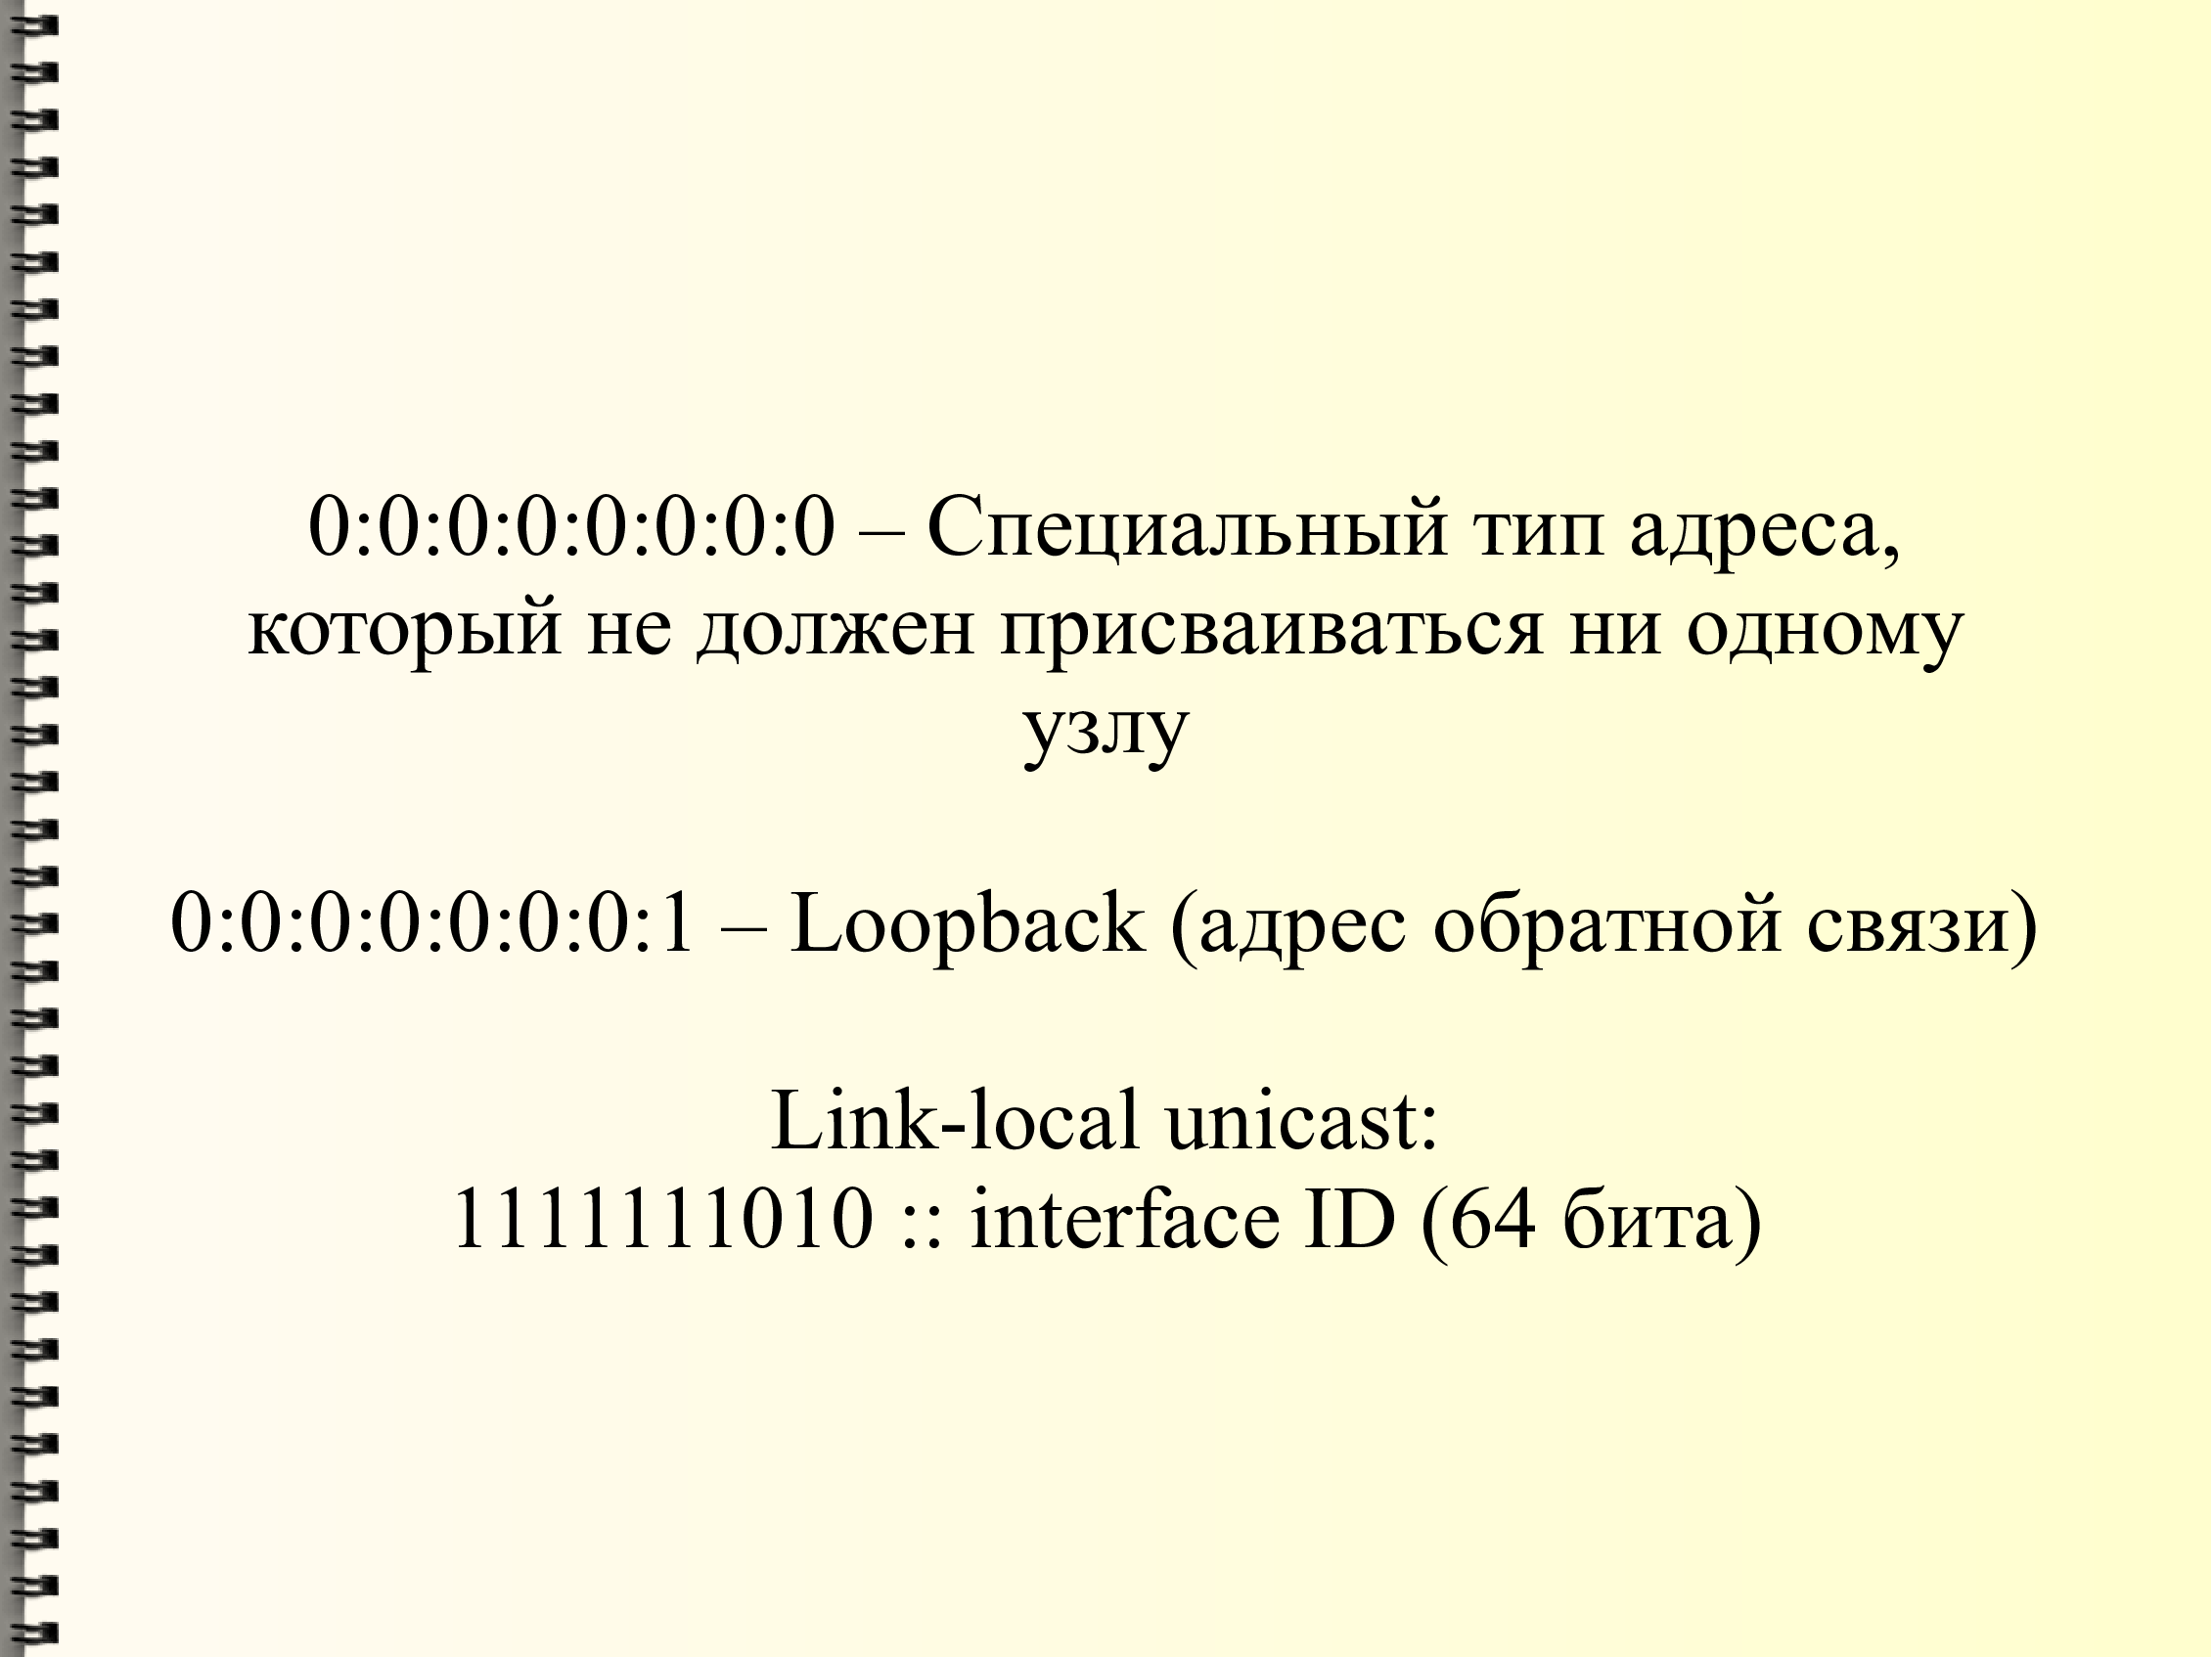 0:0:0:0:0:0:0:0 – Специальный тип адреса,
который не должен присваиваться ни одному
узлу
0:0:0:0:0:0:0:1 – Loopback (адрес обратной связи)
Link-local unicast:
1111111010 :: interface ID (64 бита)